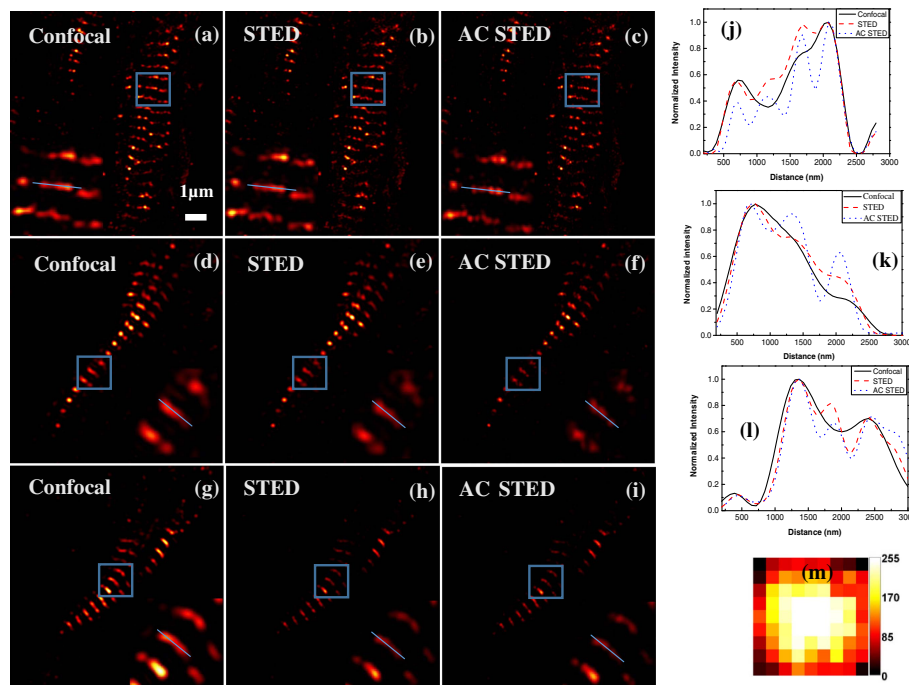 Confocal (a)
STED (b)
AC STED (c)
1μm
Confocal (d)
STED (e)
AC STED (f)
Confocal (g)
STED (h)
AC STED (i)
(j)
Confocal
STED
AC STED
Normalized Intensity
1.0
0.8
0.6
0.4
0.2
0.0
500 1000 1500 2000 2500 3000
Distance (nm)
(k)
Confocal
STED
AC STED
Normalized Intensity
1.0
0.8
0.6
0.4
0.2
0.0
500 1000 1500 2000 2500 3000
Distance (nm)
(l)
Confocal
STED
AC STED
Normalized Intensity
1.0
0.8
0.6
0.4
0.2
0.0
500 1000 1500 2000 2500 3000
Distance (nm)
(m)
255
170
85
0